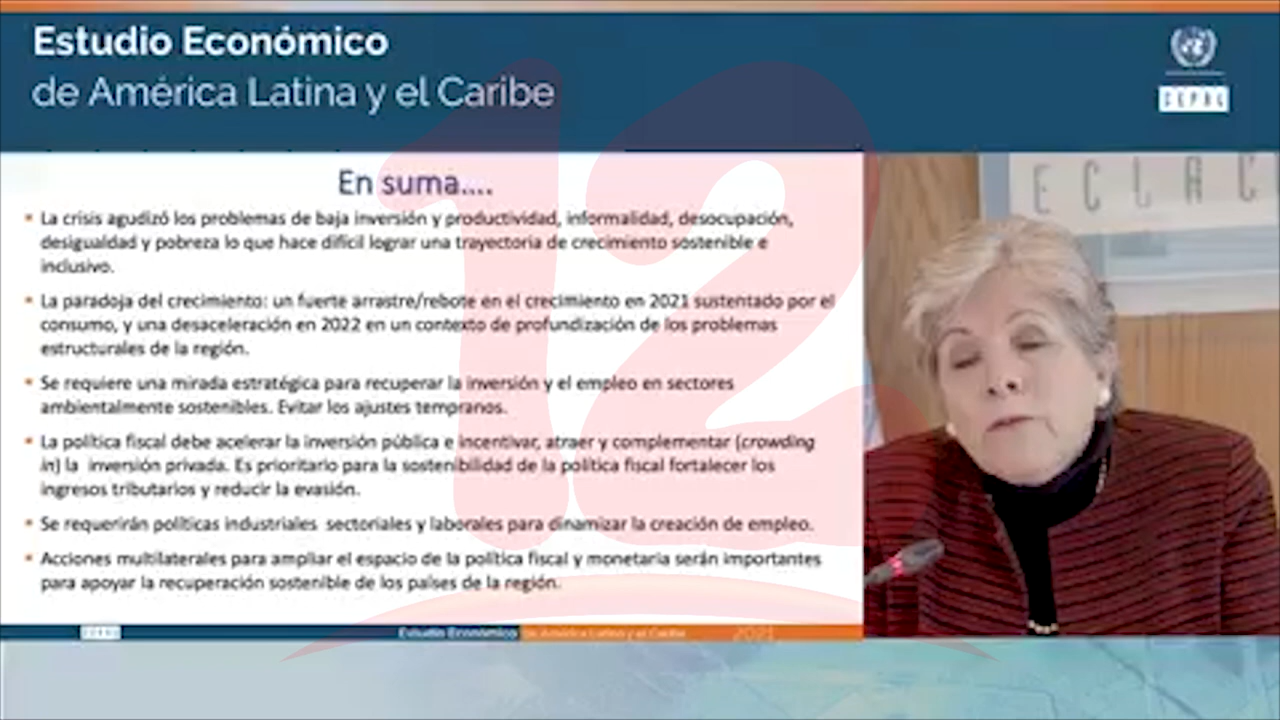 Estudio Económico
de América Latina y el Caribe
CEPAL
En suma....
ECLAC
▪ La crisis agudizó los problemas de baja inversión y productividad, informalidad, desocupación,
desigualdad y pobreza lo que hace difícil lograr una trayectoria de crecimiento sostenible e
inclusivo.
▪ La paradoja del crecimiento: un fuerte arrastre/rebote en el crecimiento en 2021 sustentado por el
consumo, y una desaceleración en 2022 en un contexto de profundización de los problemas
estructurales de la región.
▪ Se requiere una mirada estratégica para recuperar la inversión y el empleo en sectores
ambientalmente sostenibles. Evitar los ajustes tempranos.
▪ La política fiscal debe acelerar la inversión pública e incentivar, atraer y complementar (crowding
in) la inversión privada. Es prioritario para la sostenibilidad de la política fiscal fortalecer los
ingresos tributarios y reducir la evasión.
▪ Se requerirán políticas industriales sectoriales y laborales para dinamizar la creación de empleo.
▪ Acciones multilaterales para ampliar el espacio de la política fiscal y monetaria serán importantes
para apoyar la recuperación sostenible de los países de la región.
CEPAL Estudio Económico de América Latina y el Caribe 2021
12